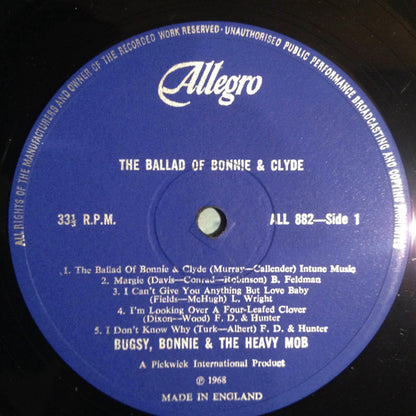 ALL RIGHTS OF THE MANUFACTURERS AND OWNER OF THE RECORDED WORK RESERVED - UNAUTHORISED PUBLIC PERFORMANCE BROADCASTING AND COPYING PROHIBITED
Allegro
THE BALLAD OF BONNIE & CLYDE
33⅓ R.P.M.
ALL 882—Side 1
1. The Ballad Of Bonnie & Clyde (Murray—Callender) Intune Music
2. Margie (Davis—Conrad—Robinson) B. Feldman
3. I Can't Give You Anything But Love Baby
(Fields—McHugh) L. Wright
4. I'm Looking Over A Four-Leafed Clover
(Dixon—Wood) F. D. & Hunter
5. I Don't Know Why (Turk—Albert) F. D. & Hunter
BUGSY, BONNIE & THE HEAVY MOB
A Pickwick International Product
℗ 1968
MADE IN ENGLAND